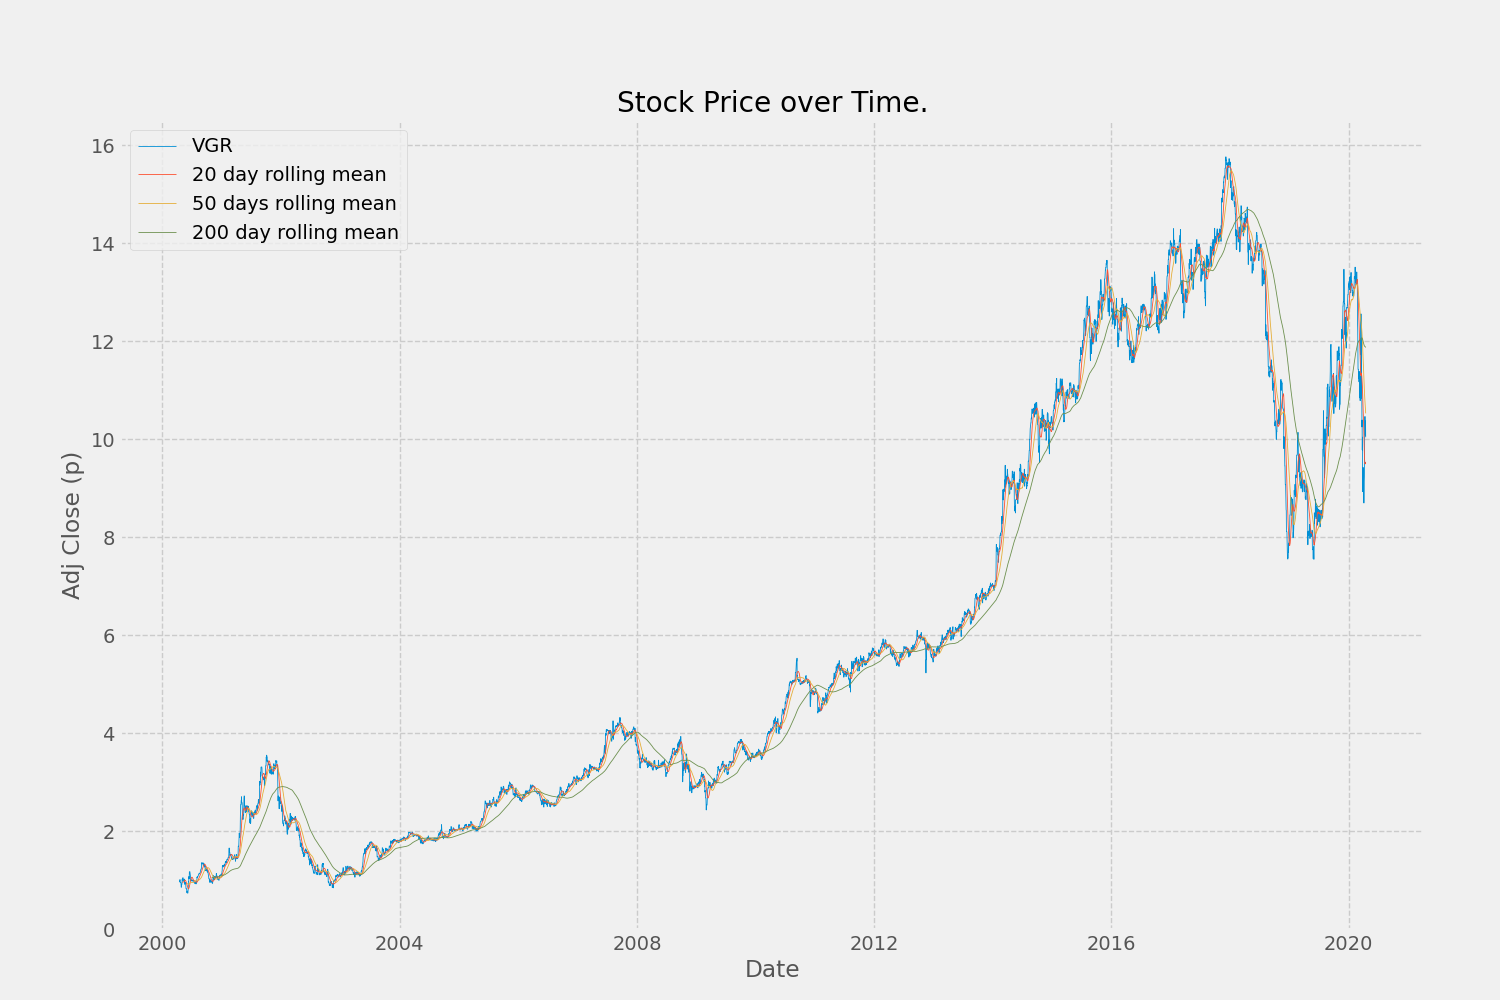 Stock Price over Time.
VGR
20 day rolling mean
50 days rolling mean
200 day rolling mean
16
14
12
10
8
6
4
2
0
Adj Close (p)
2000 2004 2008 2012 2016 2020
Date